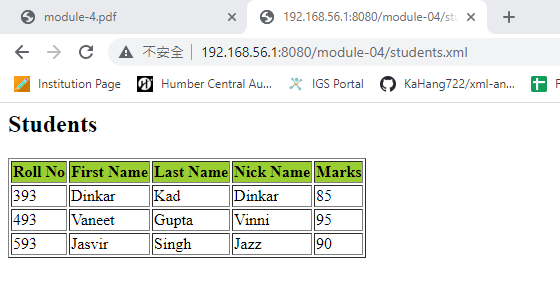 module-4.pdf
192.168.56.1:8080/module-04/stu
不安全 192.168.56.1:8080/module-04/students.xml
Institution Page Humber Central Au... IGS Portal KaHang722/xml-an... F
Students
Roll No First Name Last Name Nick Name Marks
393 Dinkar Kad Dinkar 85
493 Vaneet Gupta Vinni 95
593 Jasvir Singh Jazz 90